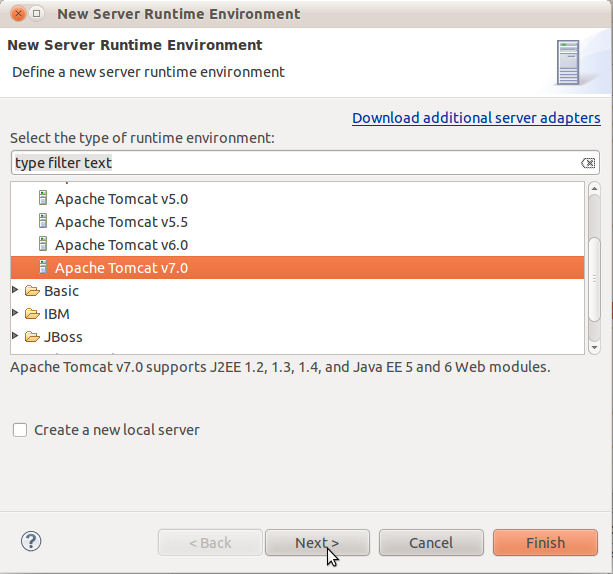 New Server Runtime Environment
New Server Runtime Environment
Define a new server runtime environment
Download additional server adapters
Select the type of runtime environment:
type filter text
Apache Tomcat v5.0
Apache Tomcat v5.5
Apache Tomcat v6.0
Apache Tomcat v7.0
Basic
IBM
JBoss
Apache Tomcat v7.0 supports J2EE 1.2, 1.3, 1.4, and Java EE 5 and 6 Web modules.
Create a new local server
? < Back Next > Cancel Finish